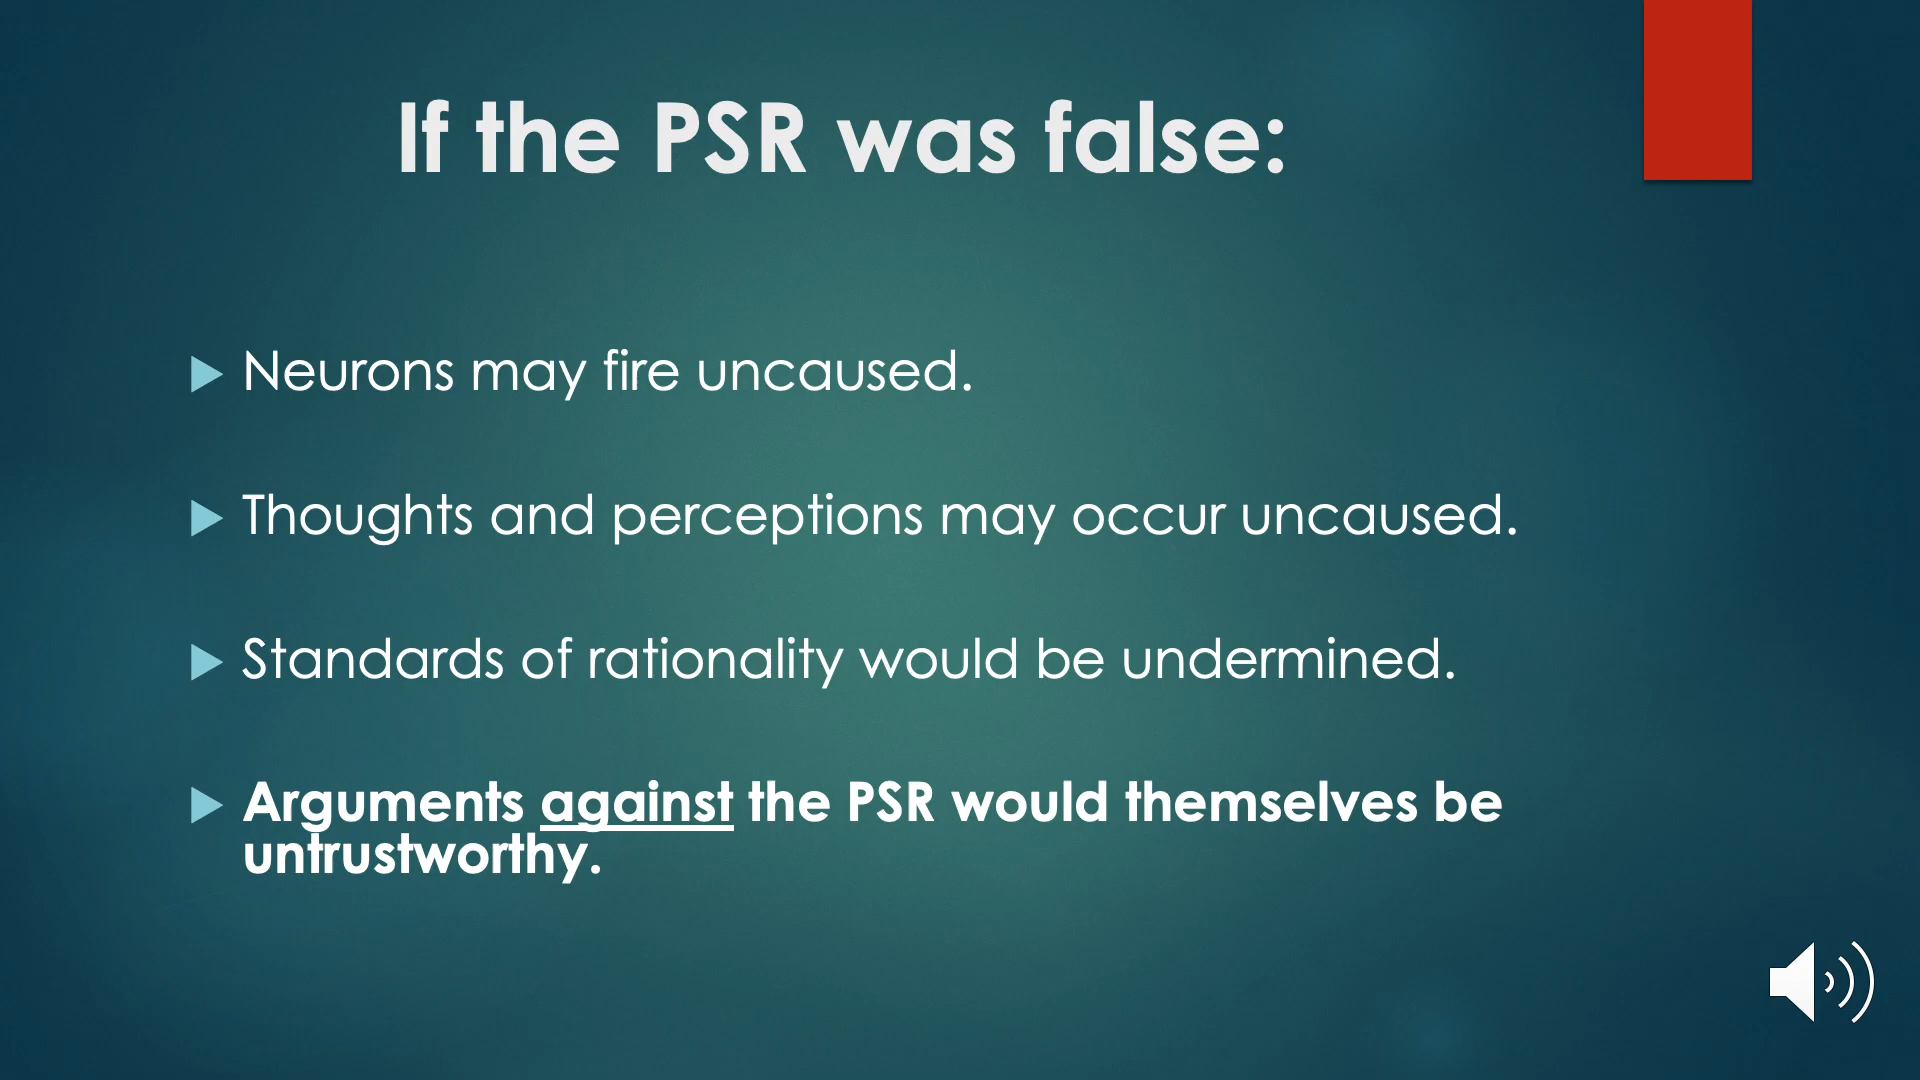 If the PSR was false:
Neurons may fire uncaused.
Thoughts and perceptions may occur uncaused.
Standards of rationality would be undermined.
Arguments against the PSR would themselves be
untrustworthy.